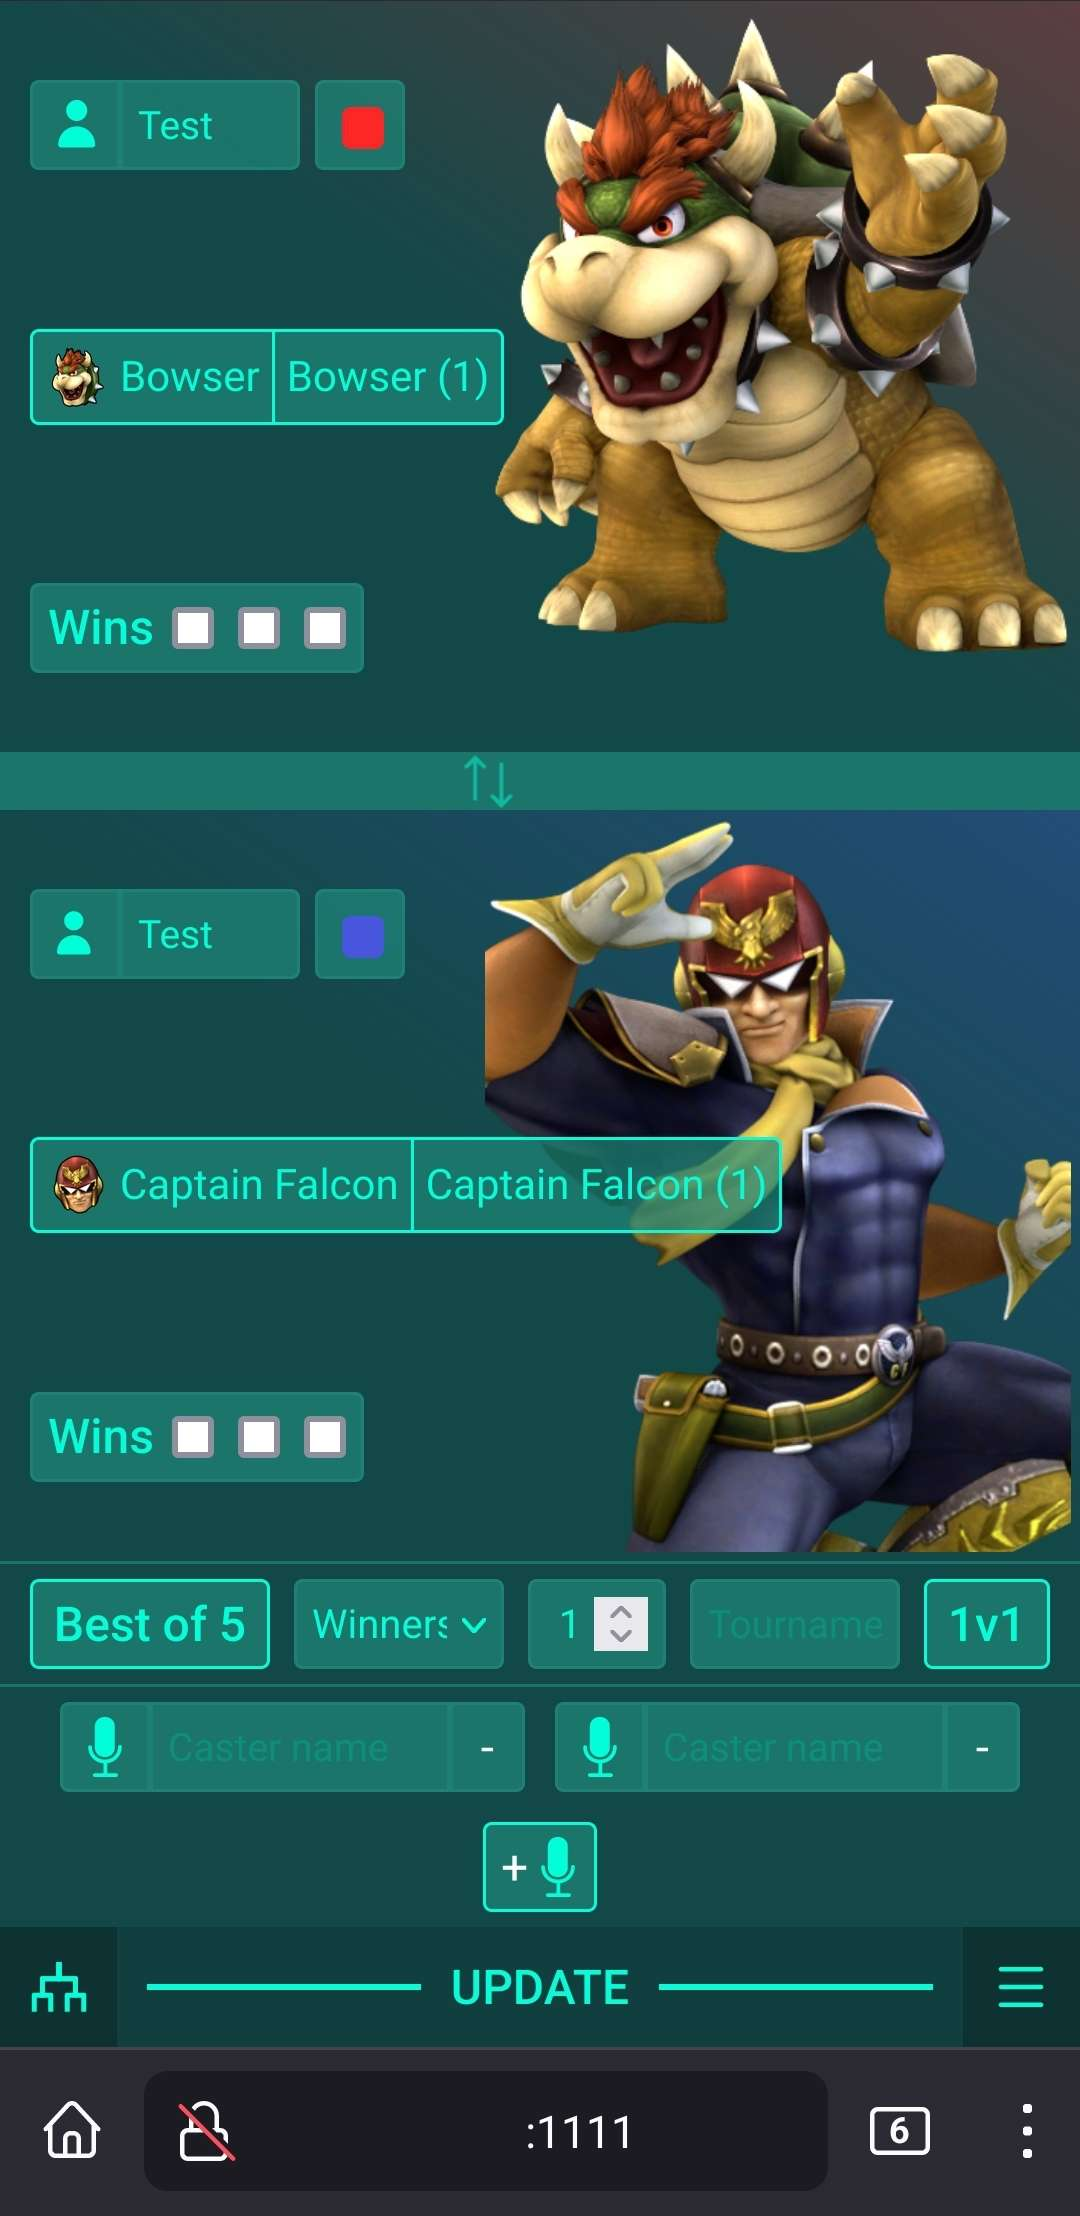 Test
Bowser Bowser (1)
Wins
Test
Captain Falcon Captain Falcon (1)
Wins
Best of 5 Winners 1 Tourname 1v1
Caster name - Caster name -
+
UPDATE
:1111 6